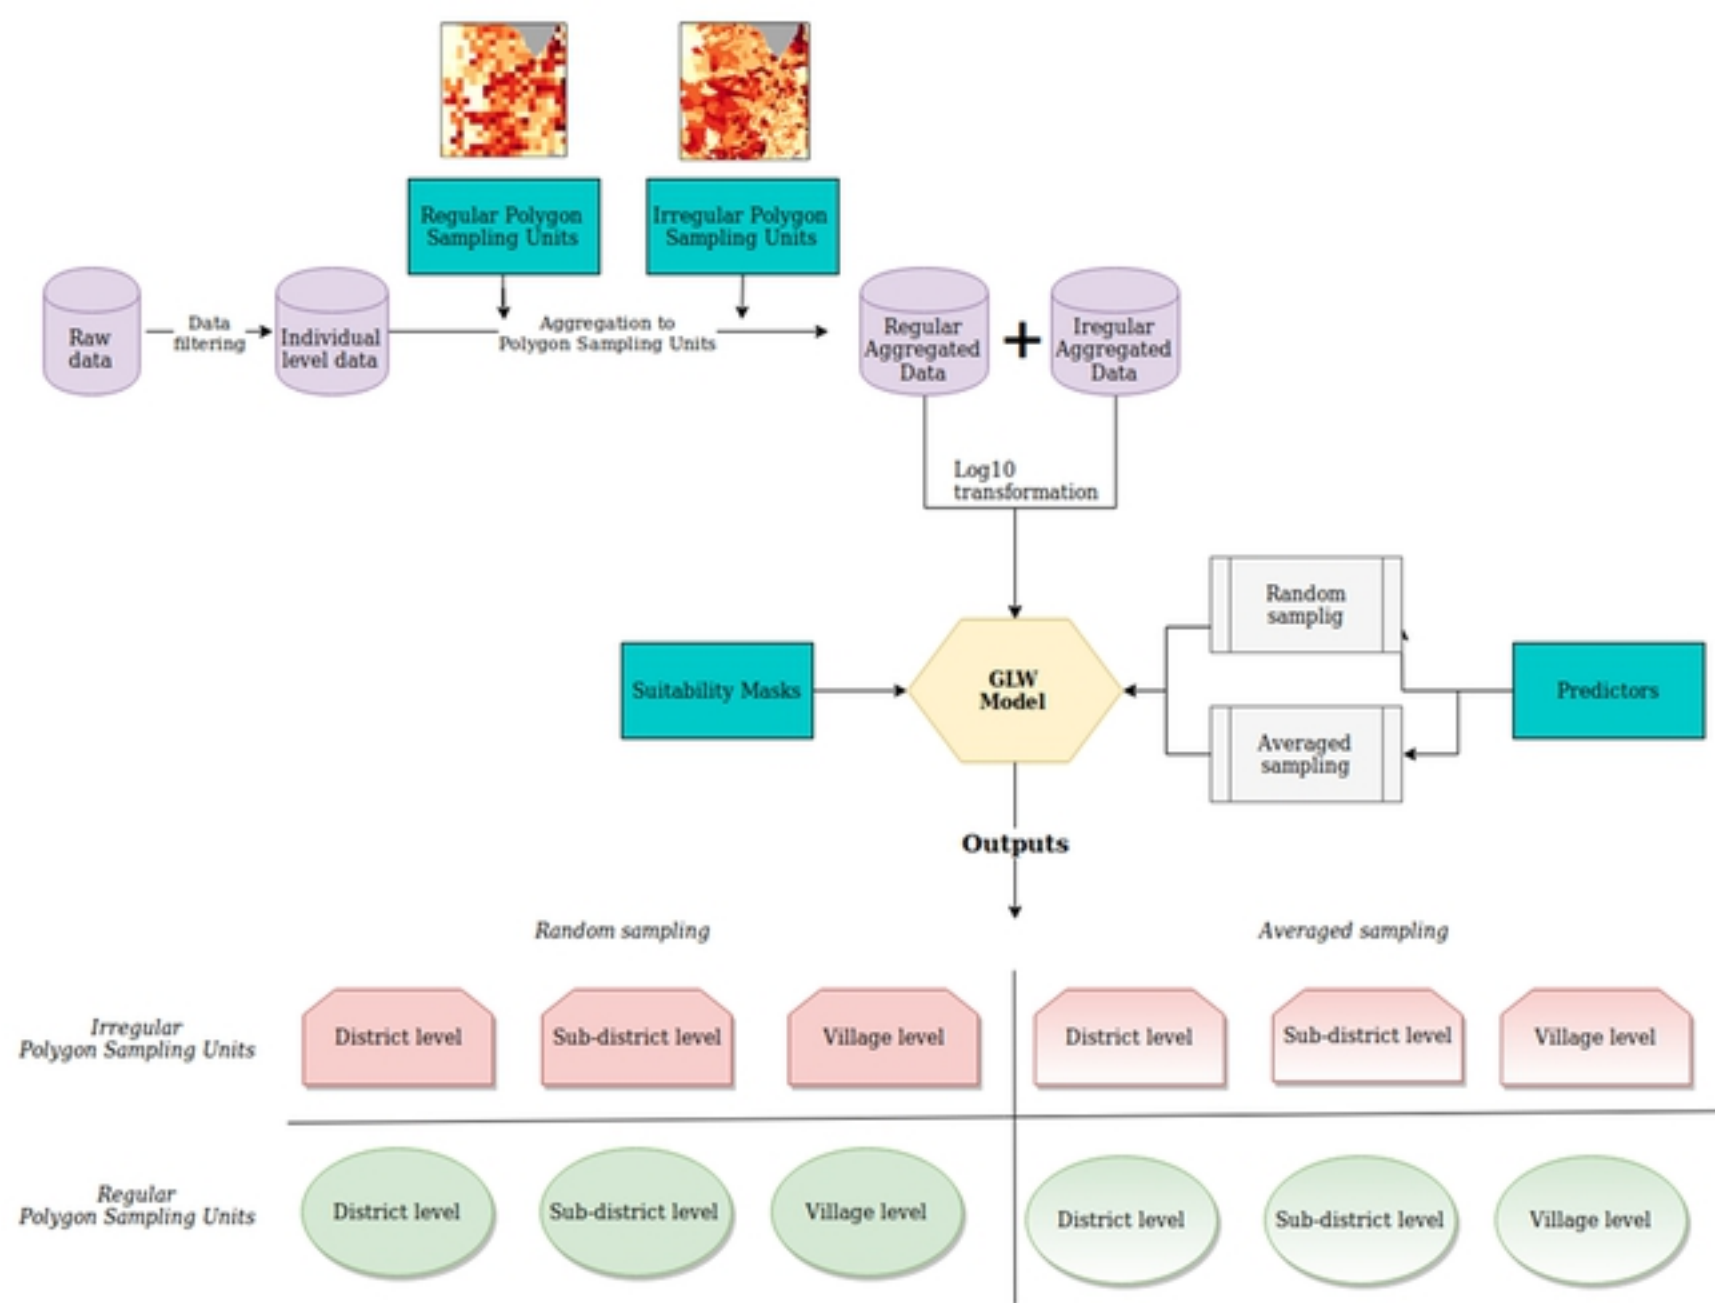 Regular Polygon
Sampling Units
Irregular Polygon
Sampling Units
Raw
data
Data
filtering
Individual
level data
Aggregation to
Polygon Sampling Units
Regular
Aggregated
Data
+
Iregular
Aggregated
Data
Log10
transformation
Random
samplig
Suitability Masks
GLW
Model
Predictors
Averaged
sampling
Outputs
Random sampling
Averaged sampling
Irregular
Polygon Sampling Units
District level
Sub-district level
Village level
District level
Sub-district level
Village level
Regular
Polygon Sampling Units
District level
Sub-district level
Village level
District level
Sub-district level
Village level